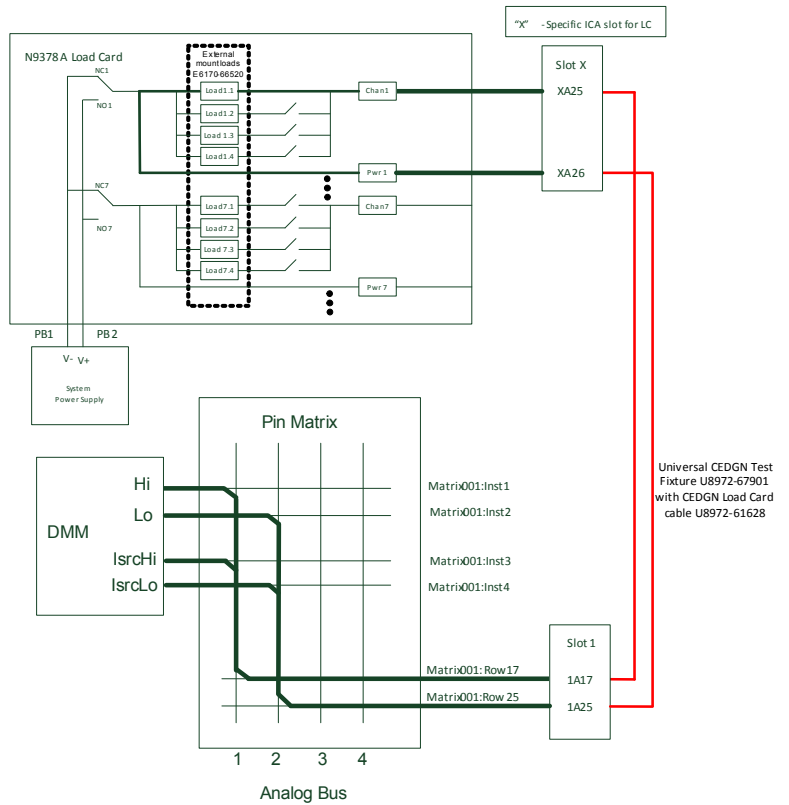 “X” - Specific ICA slot for LC
N9378A Load Card
External
mountloads
E6170-66520
Slot X
NC1
Load1.1
Chan1
XA25
NO1
Load1.2
Load 1.3
Load1.4
Pwr 1
XA26
NC7
Load7.1
Chan7
NO7
Load7.2
Load 7.3
Load7.4
Pwr 7
PB1
PB 2
V- V+
System
Power Supply
Pin Matrix
Hi
Matrix001:Inst1
Lo
Matrix001:Inst2
DMM
IsrcHi
Matrix001:Inst3
IsrcLo
Matrix001:Inst4
Universal CEDGN Test
Fixture U8972-67901
with CEDGN Load Card
cable U8972-61628
Slot 1
Matrix001: Row17
1A17
Matrix001:Row 25
1A25
1 2 3 4
Analog Bus